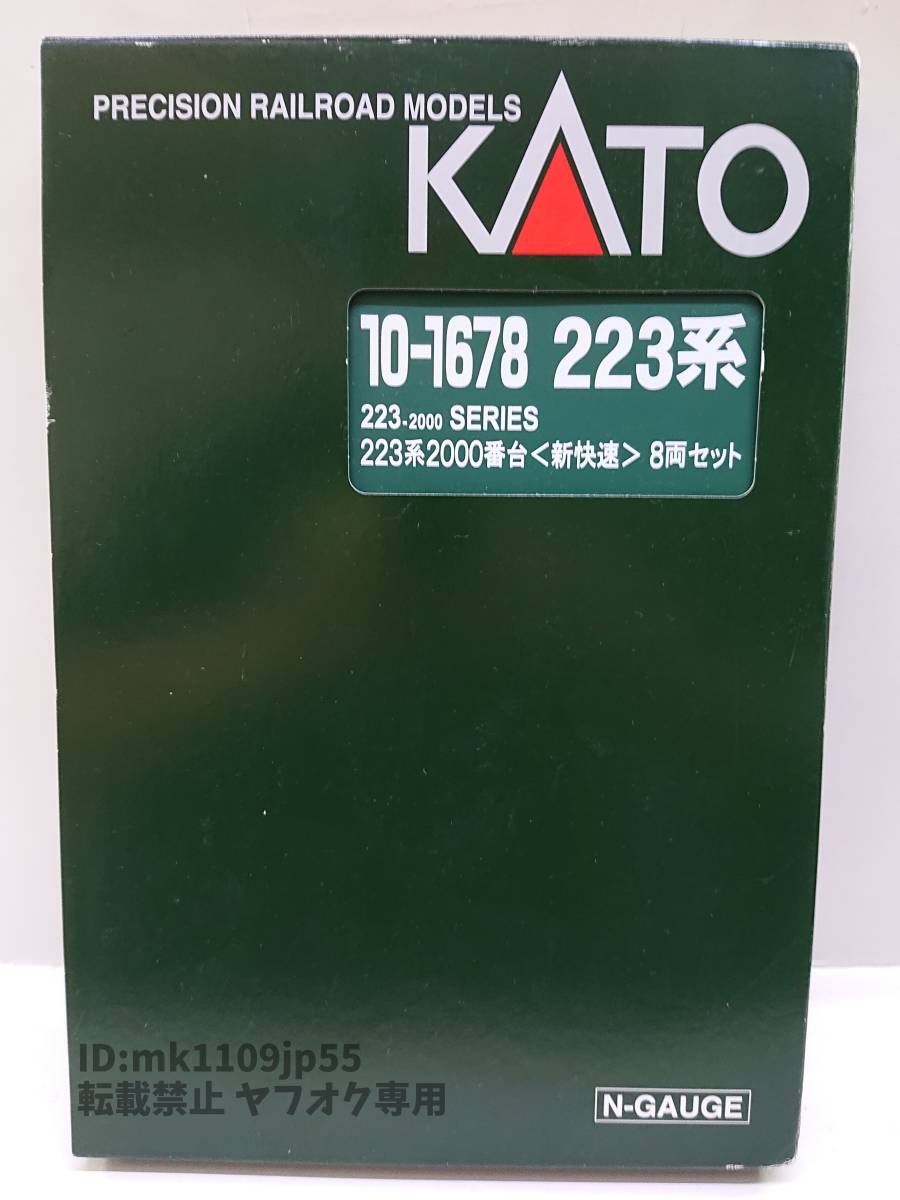 PRECISION RAILROAD MODELS
KATO
10-1678 223系
223-2000 SERIES
223系2000番台<新快速> 8両セット
ID:mk1109jp55
転載禁止 ヤフオク専用
N-GAUGE